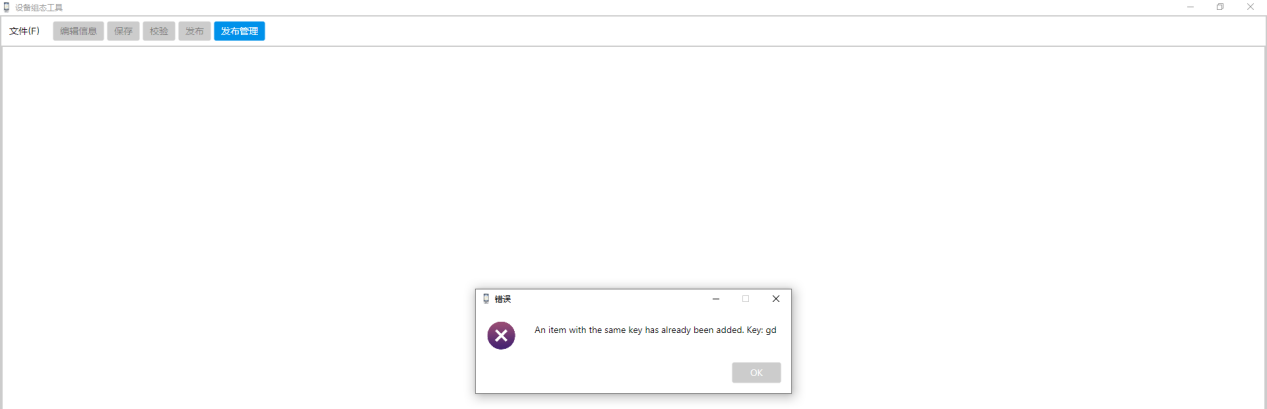 设备组态工具
文件(F) 编辑信息 保存 校验 发布 发布管理
错误
An item with the same key has already been added. Key: gd
OK